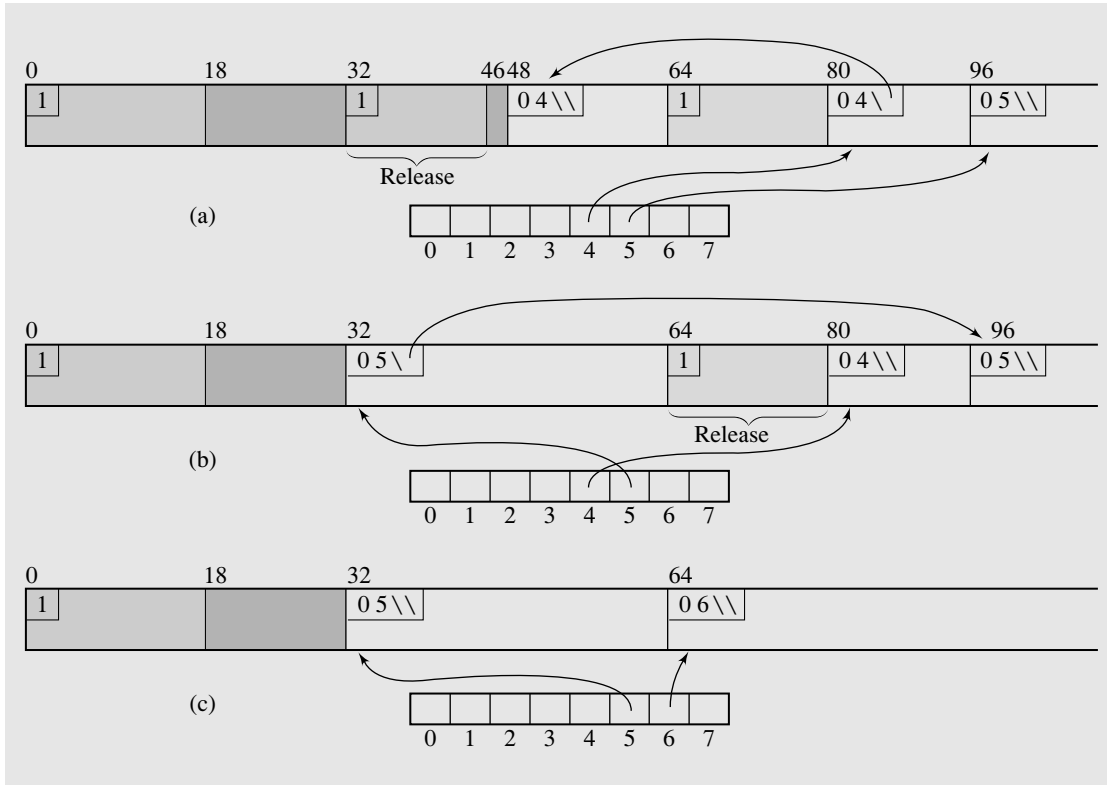 0 18 32 46 48 64 80 96
1 1 0 4 \\ 1 0 4 \ 0 5 \\
Release
(a)
0 1 2 3 4 5 6 7
0 18 32 64 80 96
1 0 5 \ 1 0 4 \\ 0 5 \\
Release
(b)
0 1 2 3 4 5 6 7
0 18 32 64
1 0 5 \\ 0 6 \\
(c)
0 1 2 3 4 5 6 7